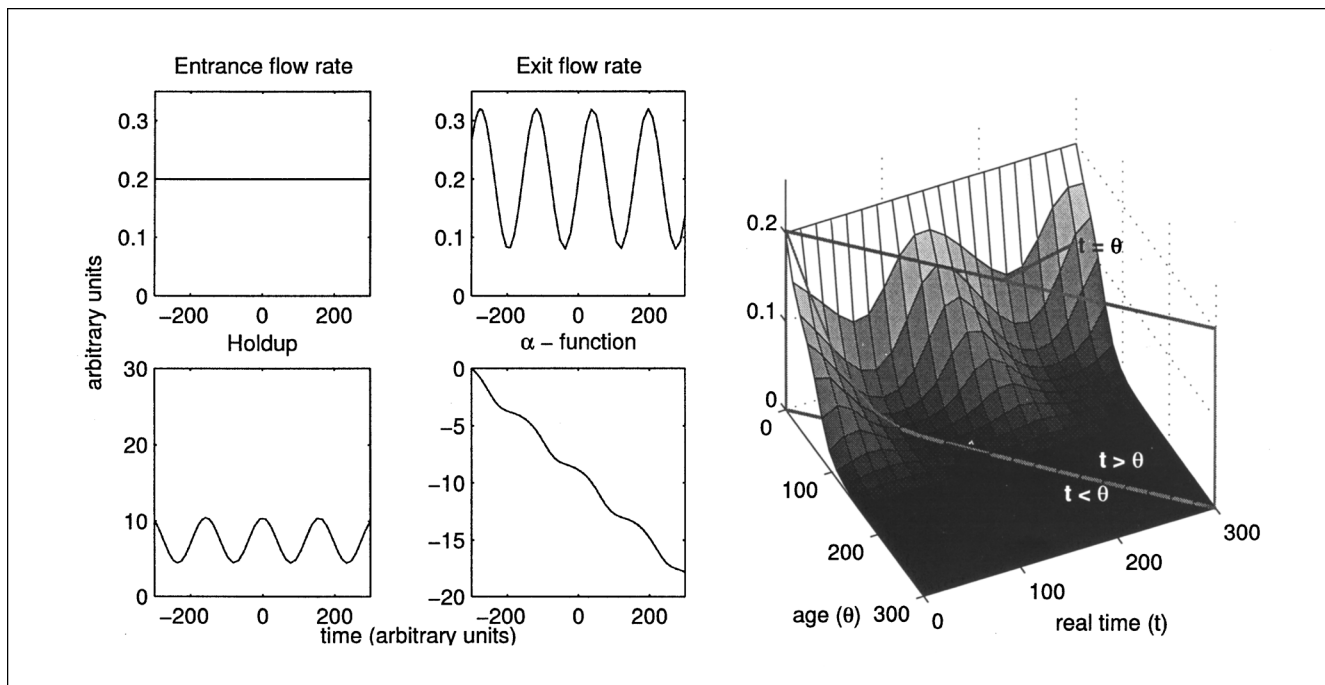 Entrance flow rate
0.3
0.2
0.1
0
−200 0 200
Exit flow rate
0.3
0.2
0.1
0
−200 0 200
arbitrary units
Holdup
30
20
10
0
−200 0 200
α − function
0
−5
−10
−15
−20
−200 0 200
time (arbitrary units)
0.2
0.1
0
0
100
200
300
age (θ)
0
100
200
300
real time (t)
t = θ
t > θ
t < θ